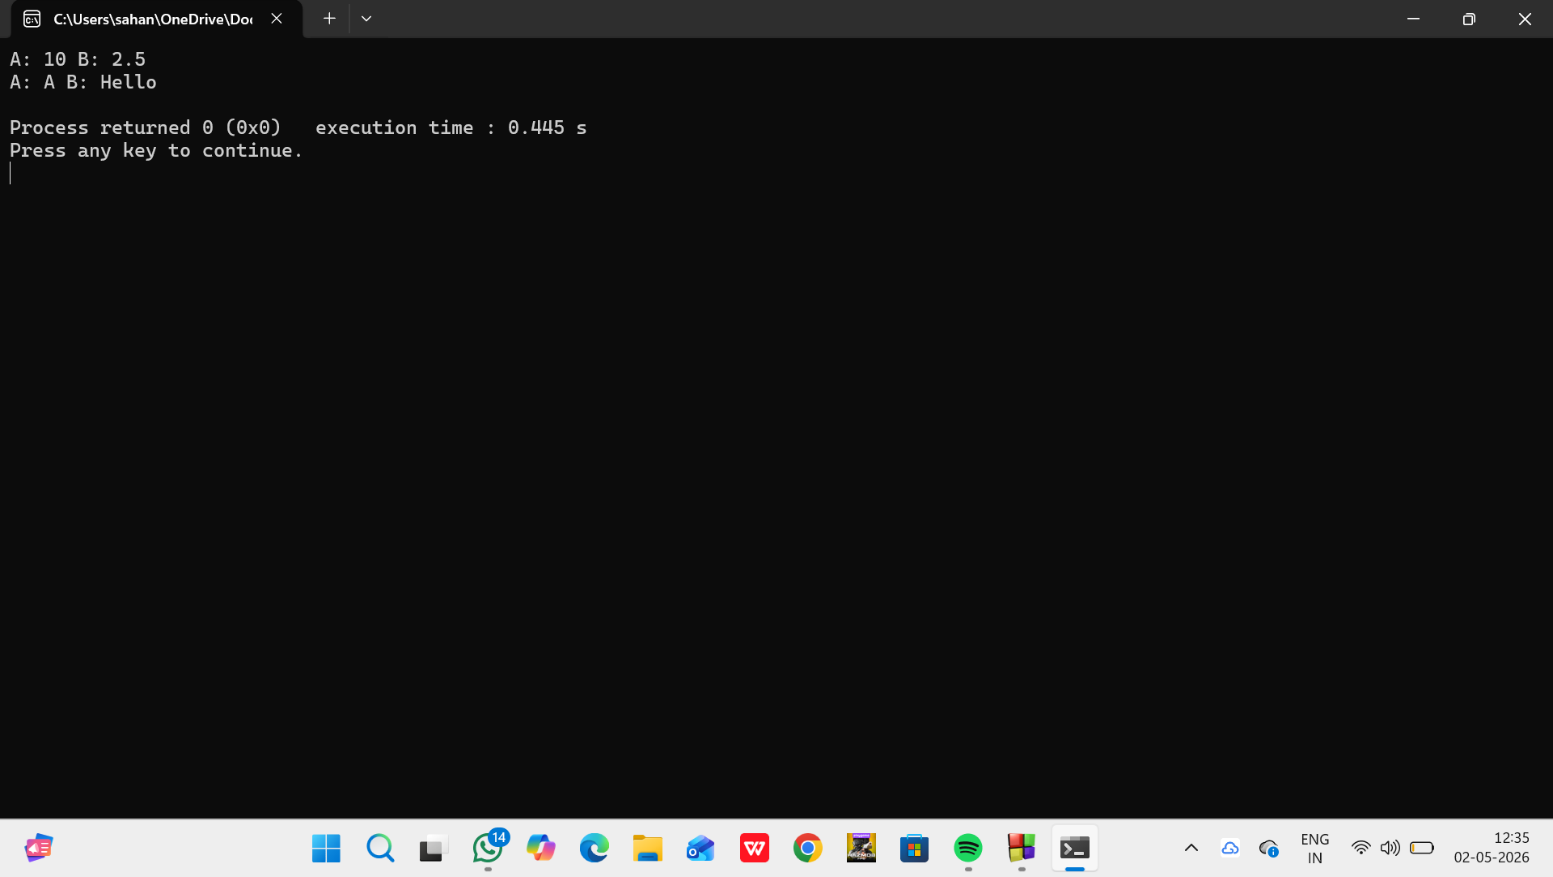 C:\Users\sahan\OneDrive\Doc
A: 10 B: 2.5
A: A B: Hello
Process returned 0 (0x0)   execution time : 0.445 s
Press any key to continue.
14
ENG
IN
12:35
02-05-2026